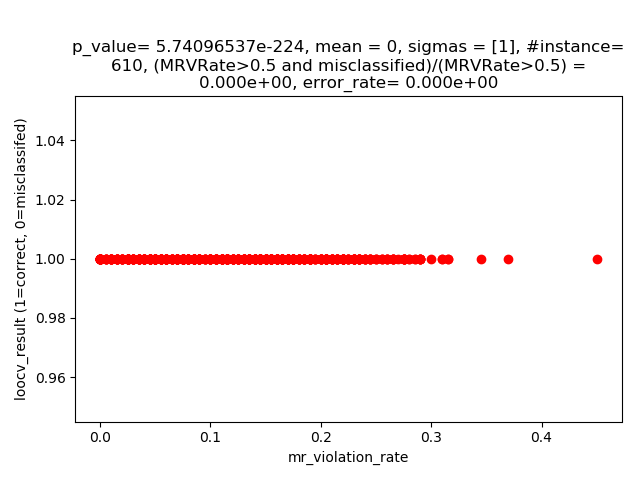 p_value= 5.74096537e-224, mean = 0, sigmas = [1], #instance=
610, (MRVRate>0.5 and misclassified)/(MRVRate>0.5) =
0.000e+00, error_rate= 0.000e+00
1.04
1.02
1.00
0.98
0.96
loocv_result (1=correct, 0=misclassifed)
0.0 0.1 0.2 0.3 0.4
mr_violation_rate